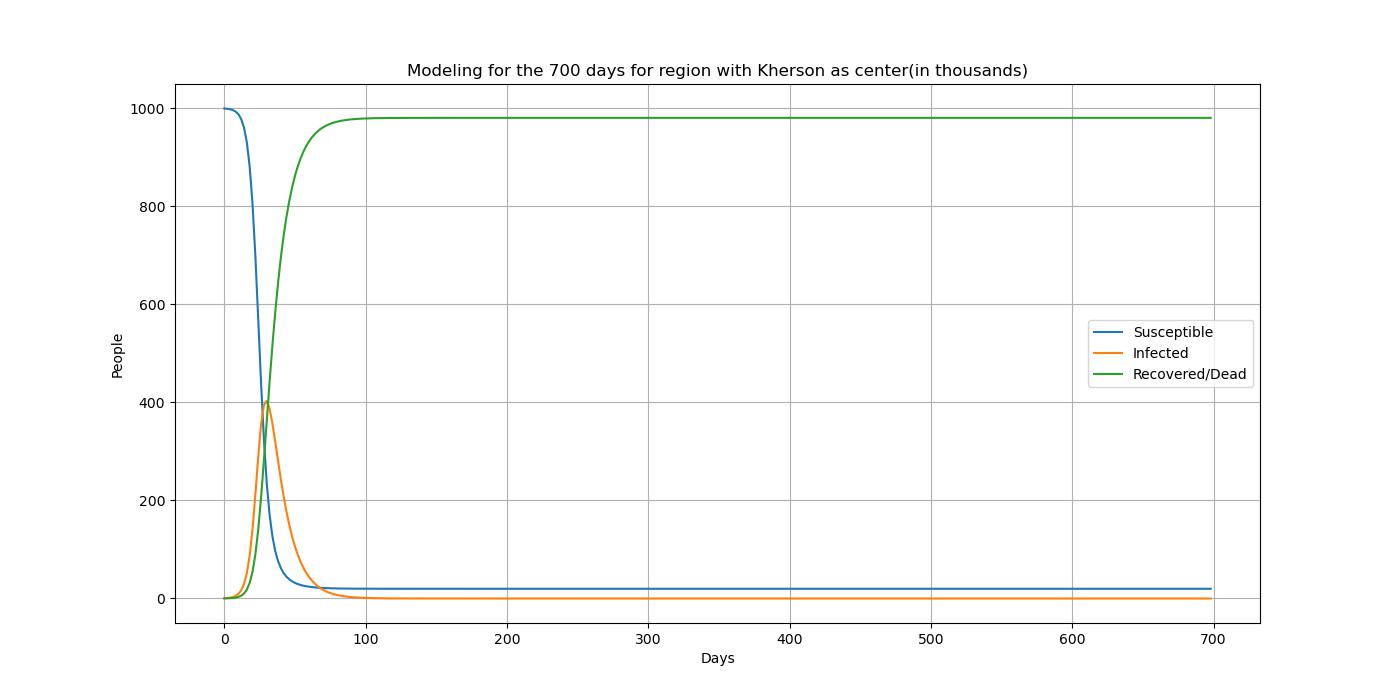 Modeling for the 700 days for region with Kherson as center(in thousands)
1000
800
600
400
200
0
People
Susceptible
Infected
Recovered/Dead
0 100 200 300 400 500 600 700
Days